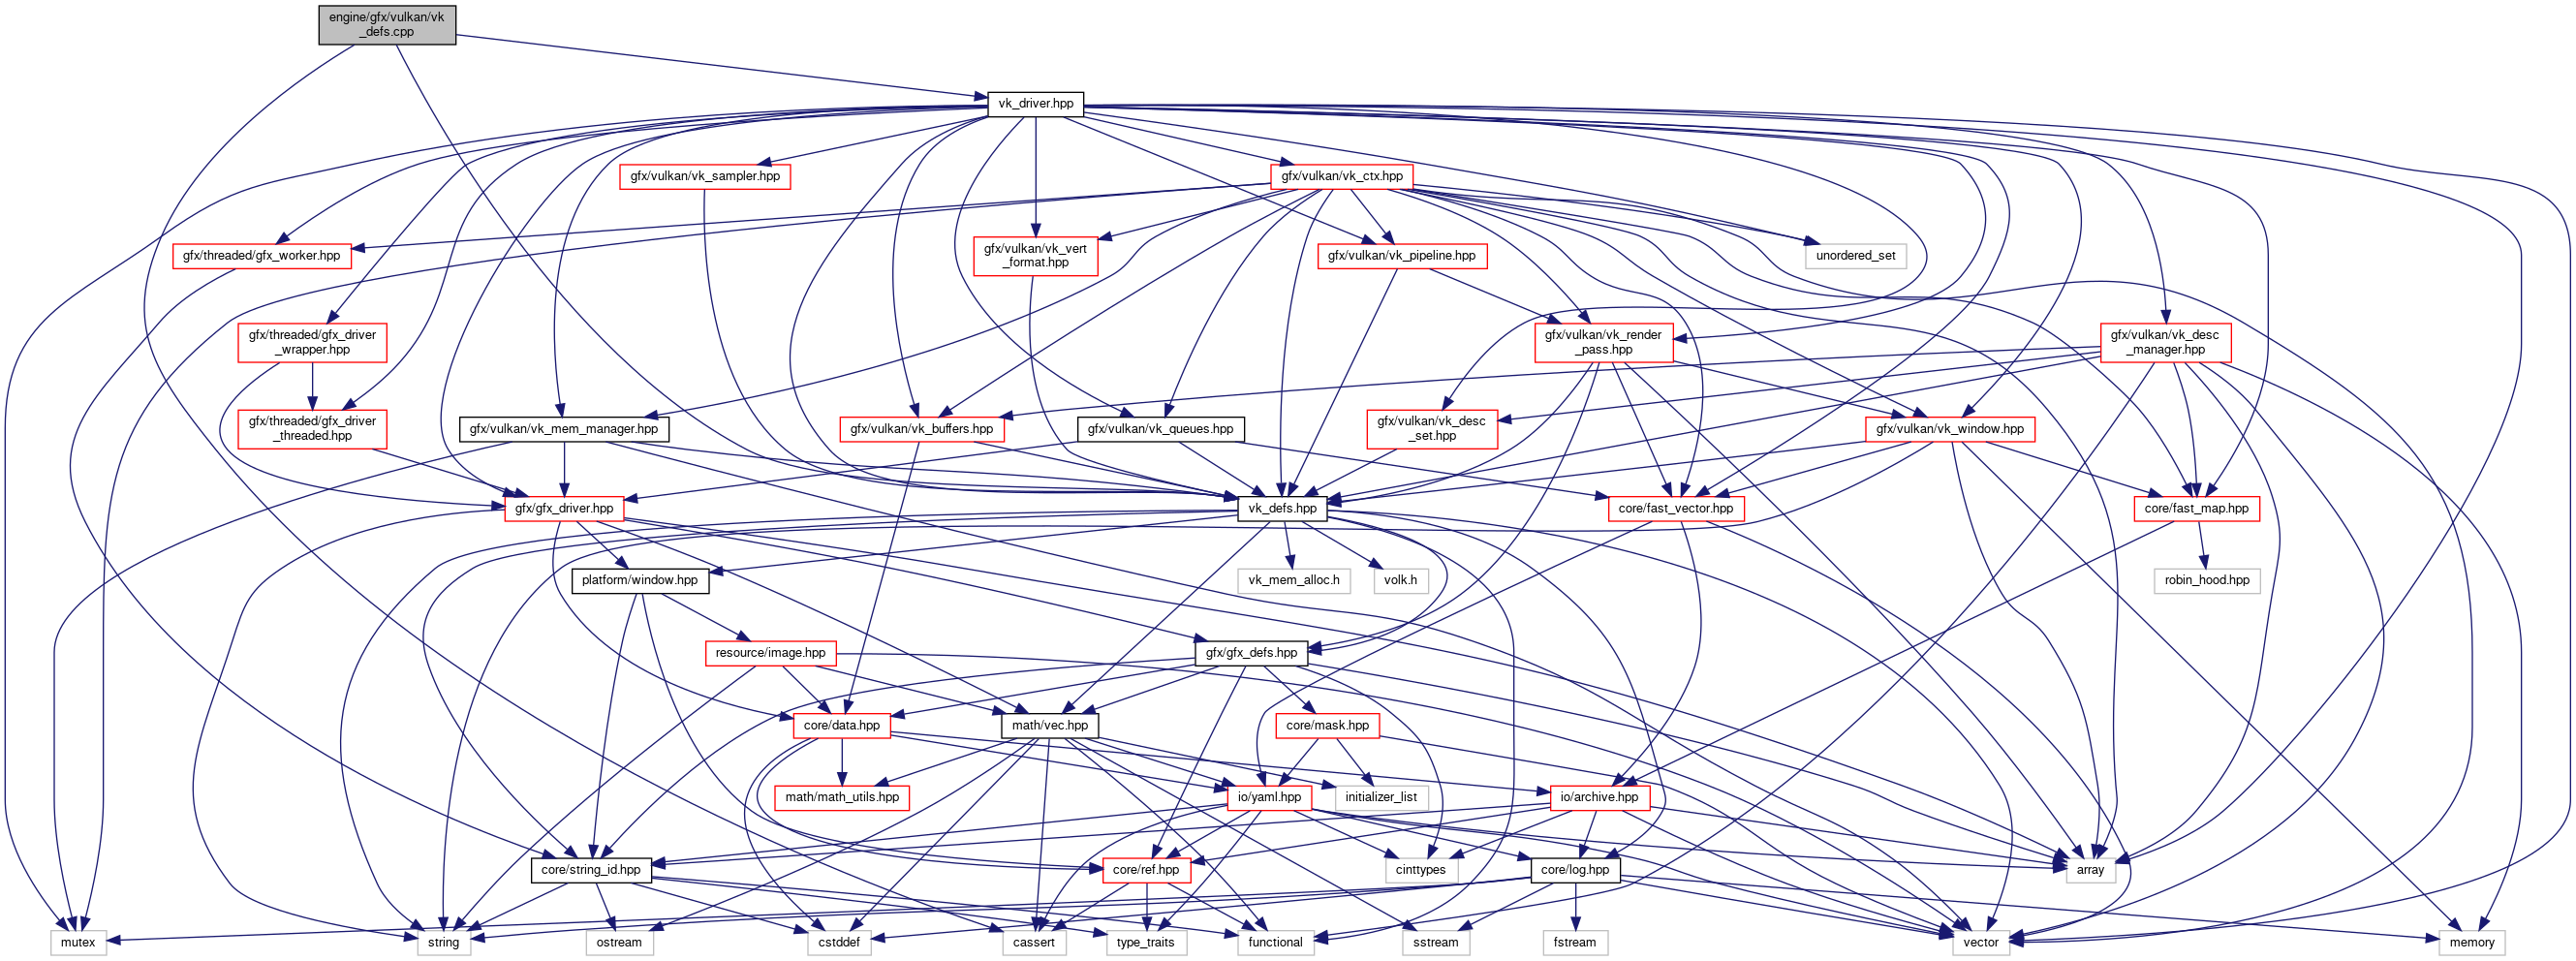 engine/gfx/vulkan/vk
_defs.cpp
vk_driver.hpp
gfx/vulkan/vk_sampler.hpp
gfx/vulkan/vk_ctx.hpp
gfx/threaded/gfx_worker.hpp
gfx/vulkan/vk_vert
_format.hpp
gfx/vulkan/vk_pipeline.hpp
unordered_set
gfx/threaded/gfx_driver
_wrapper.hpp
gfx/vulkan/vk_render
_pass.hpp
gfx/vulkan/vk_desc
_manager.hpp
gfx/threaded/gfx_driver
_threaded.hpp
gfx/vulkan/vk_mem_manager.hpp
gfx/vulkan/vk_buffers.hpp
gfx/vulkan/vk_queues.hpp
gfx/vulkan/vk_desc
_set.hpp
gfx/vulkan/vk_window.hpp
gfx/gfx_driver.hpp
vk_defs.hpp
core/fast_vector.hpp
core/fast_map.hpp
platform/window.hpp
vk_mem_alloc.h
volk.h
robin_hood.hpp
resource/image.hpp
gfx/gfx_defs.hpp
core/data.hpp
math/vec.hpp
core/mask.hpp
math/math_utils.hpp
io/yaml.hpp
initializer_list
io/archive.hpp
core/string_id.hpp
core/ref.hpp
cinttypes
core/log.hpp
array
mutex
string
ostream
cstddef
cassert
type_traits
functional
sstream
fstream
vector
memory